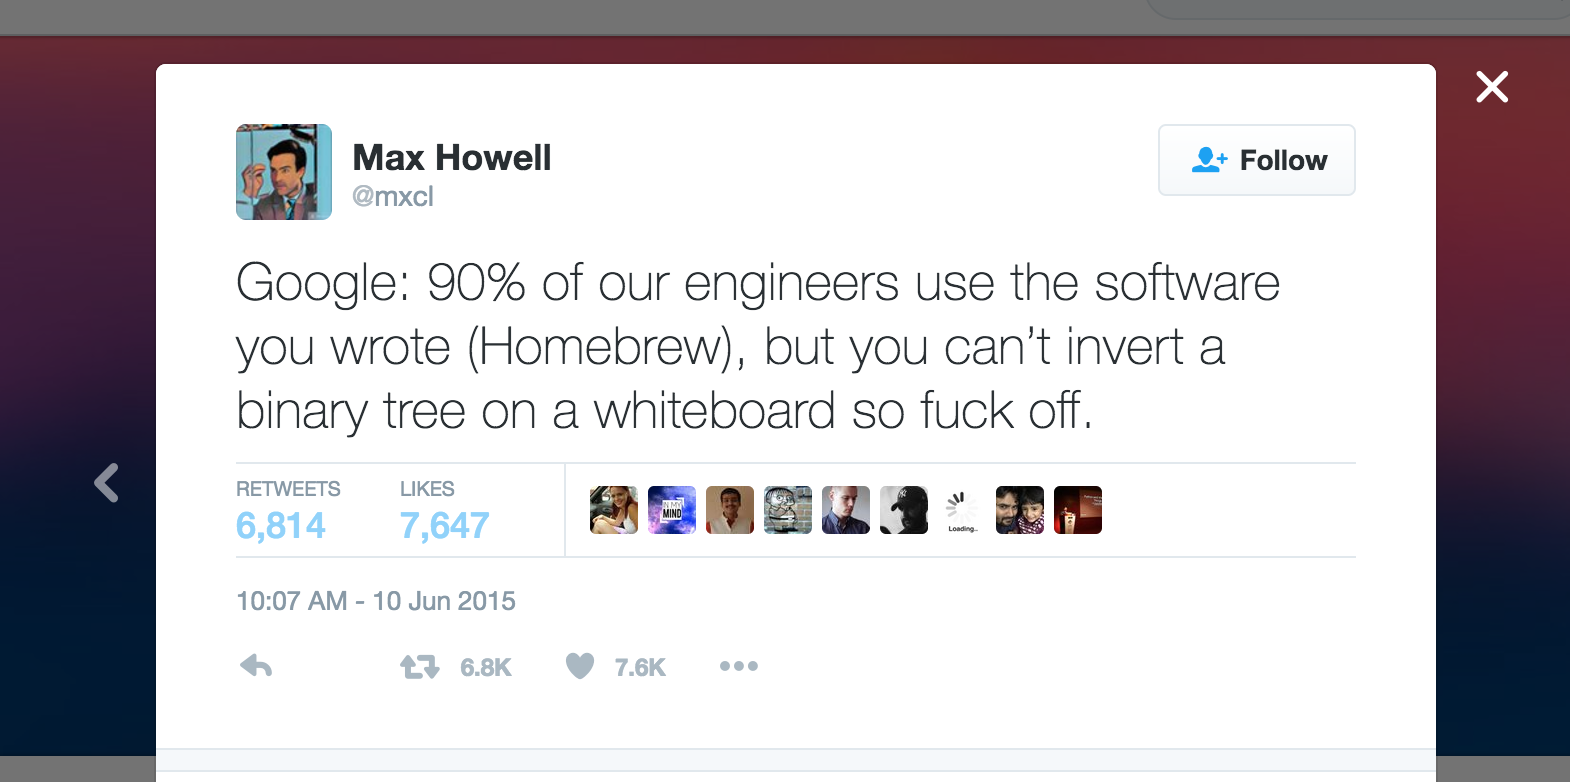 Max Howell
@mxcl
Follow
Google: 90% of our engineers use the software
you wrote (Homebrew), but you can’t invert a
binary tree on a whiteboard so fuck off.
RETWEETS
6,814
LIKES
7,647
IN MY
MIND
Loading..
10:07 AM - 10 Jun 2015
6.8K
7.6K